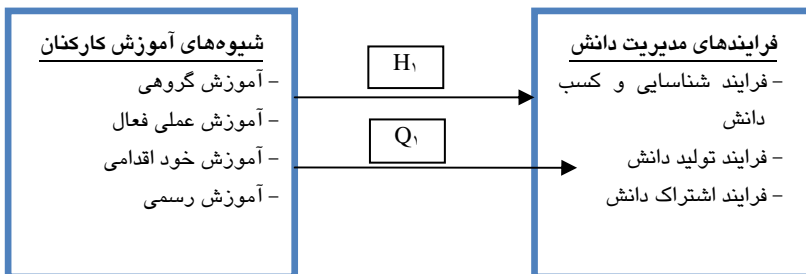 شیوه‌های آموزش کارکنان
- آموزش گروهی
- آموزش عملی فعال
- آموزش خود اقدامی
- آموزش رسمی
H۱
Q۱
فرایندهای مدیریت دانش
- فرایند شناسایی و کسب
دانش
- فرایند تولید دانش
- فرایند اشتراک دانش